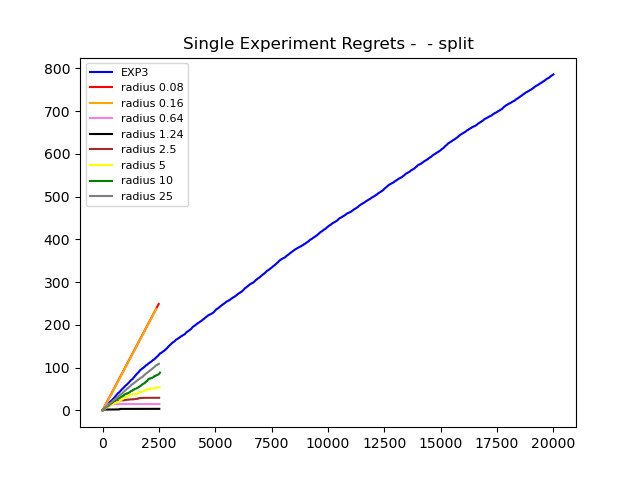 Single Experiment Regrets -  - split
EXP3
radius 0.08
radius 0.16
radius 0.64
radius 1.24
radius 2.5
radius 5
radius 10
radius 25
800
700
600
500
400
300
200
100
0
0 2500 5000 7500 10000 12500 15000 17500 20000